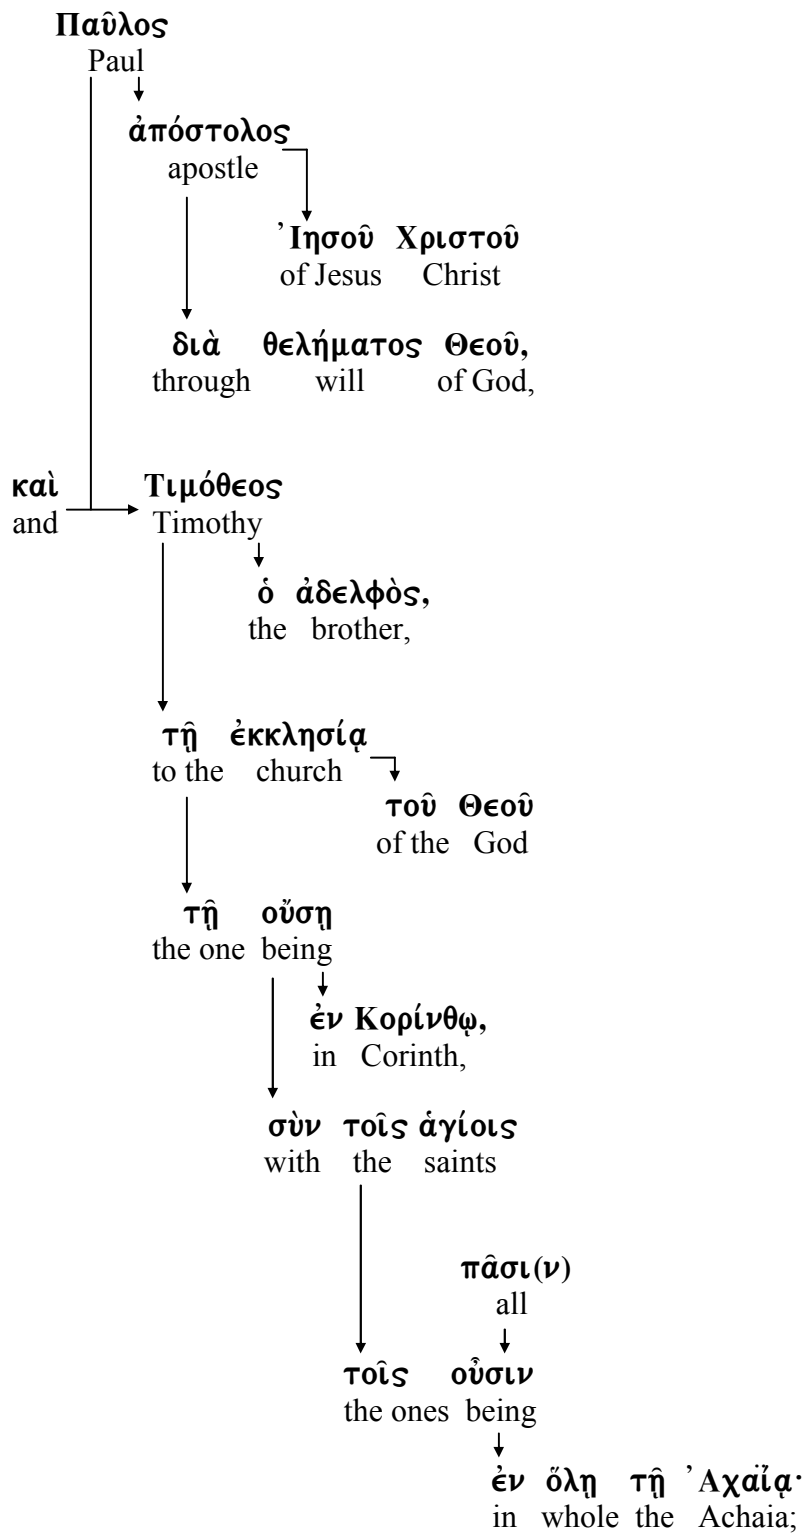 Παῦλος
Paul
ἀπόστολος
apostle
Ἰησοῦ Χριστοῦ
of Jesus Christ
διὰ θελήματος Θεοῦ,
through will of God,
καὶ Τιμόθεος
and Timothy
ὁ ἀδελφὸς,
the brother,
τῇ ἐκκλησίᾳ
to the church
τοῦ Θεοῦ
of the God
τῇ οὔσῃ
the one being
ἐν Κορίνθῳ,
in Corinth,
σὺν τοῖς ἁγίοις
with the saints
πᾶσι(ν)
all
τοῖς οὖσιν
the ones being
ἐν ὅλῃ τῇ Ἀχαΐᾳ·
in whole the Achaia;